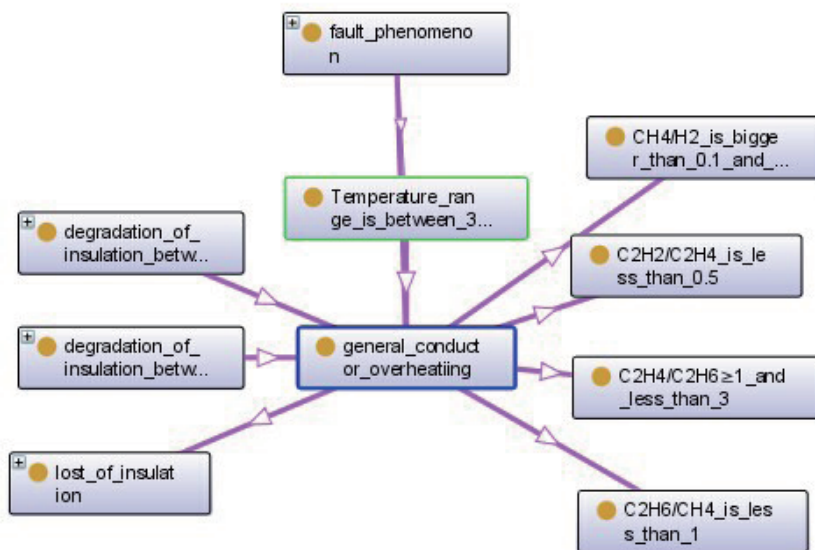 fault_phenomeno
n
CH4/H2_is_bigge
r_than_0.1_and_...
Temperature_ran
ge_is_between_3...
degradation_of_
insulation_betw...
C2H2/C2H4_is_le
ss_than_0.5
degradation_of_
insulation_betw...
general_conduct
or_overheatiing
C2H4/C2H6≥1_and
_less_than_3
lost_of_insulat
ion
C2H6/CH4_is_les
s_than_1